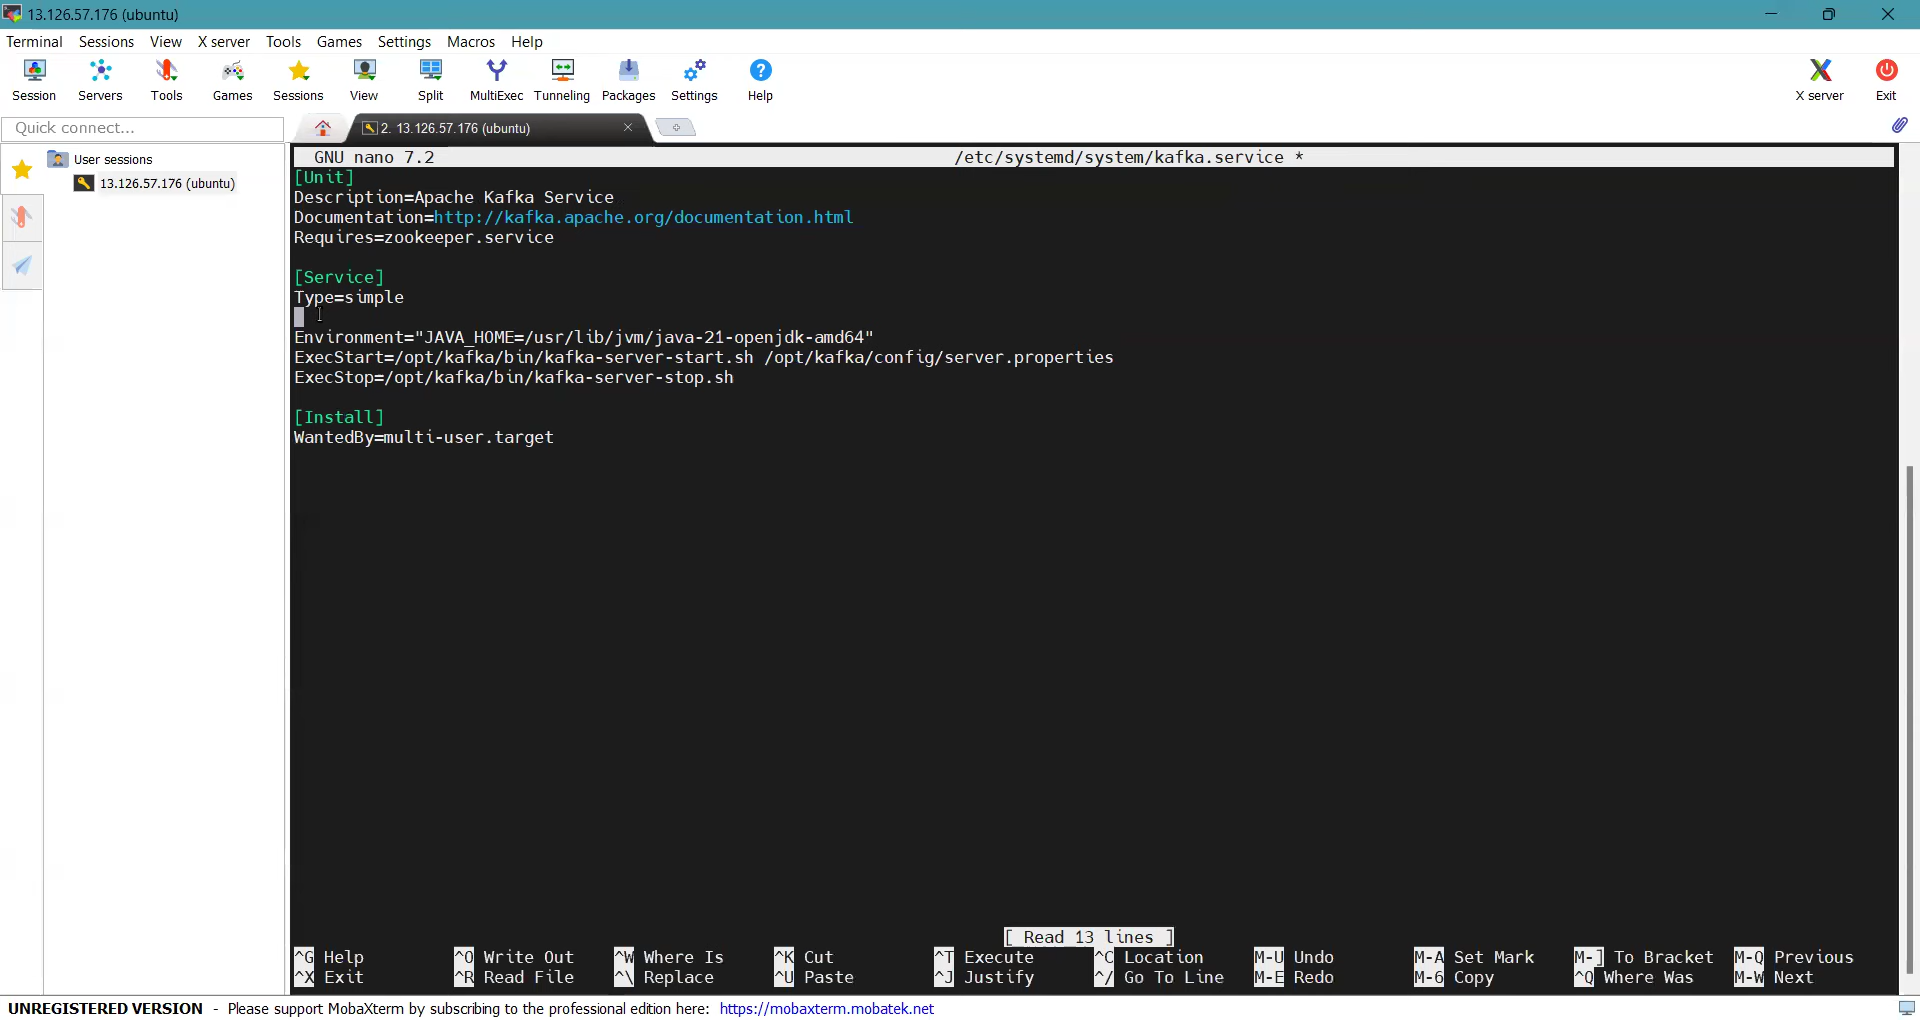 13.126.57.176 (ubuntu)
Terminal Sessions View X server Tools Games Settings Macros Help
Session Servers Tools Games Sessions View Split MultiExec Tunneling Packages Settings Help X server Exit
Quick connect...
2. 13.126.57.176 (ubuntu)
User sessions
13.126.57.176 (ubuntu)
GNU nano 7.2 /etc/systemd/system/kafka.service *
[Unit]
Description=Apache Kafka Service
Documentation=http://kafka.apache.org/documentation.html
Requires=zookeeper.service
[Service]
Type=simple
Environment="JAVA_HOME=/usr/lib/jvm/java-21-openjdk-amd64"
ExecStart=/opt/kafka/bin/kafka-server-start.sh /opt/kafka/config/server.properties
ExecStop=/opt/kafka/bin/kafka-server-stop.sh
[Install]
WantedBy=multi-user.target
[ Read 13 lines ]
^G Help ^O Write Out ^W Where Is ^K Cut ^T Execute ^C Location M-U Undo M-A Set Mark M-] To Bracket M-Q Previous
^X Exit ^R Read File ^\ Replace ^U Paste ^J Justify ^/ Go To Line M-E Redo M-6 Copy ^Q Where Was M-W Next
UNREGISTERED VERSION - Please support MobaXterm by subscribing to the professional edition here: https://mobaxterm.mobatek.net